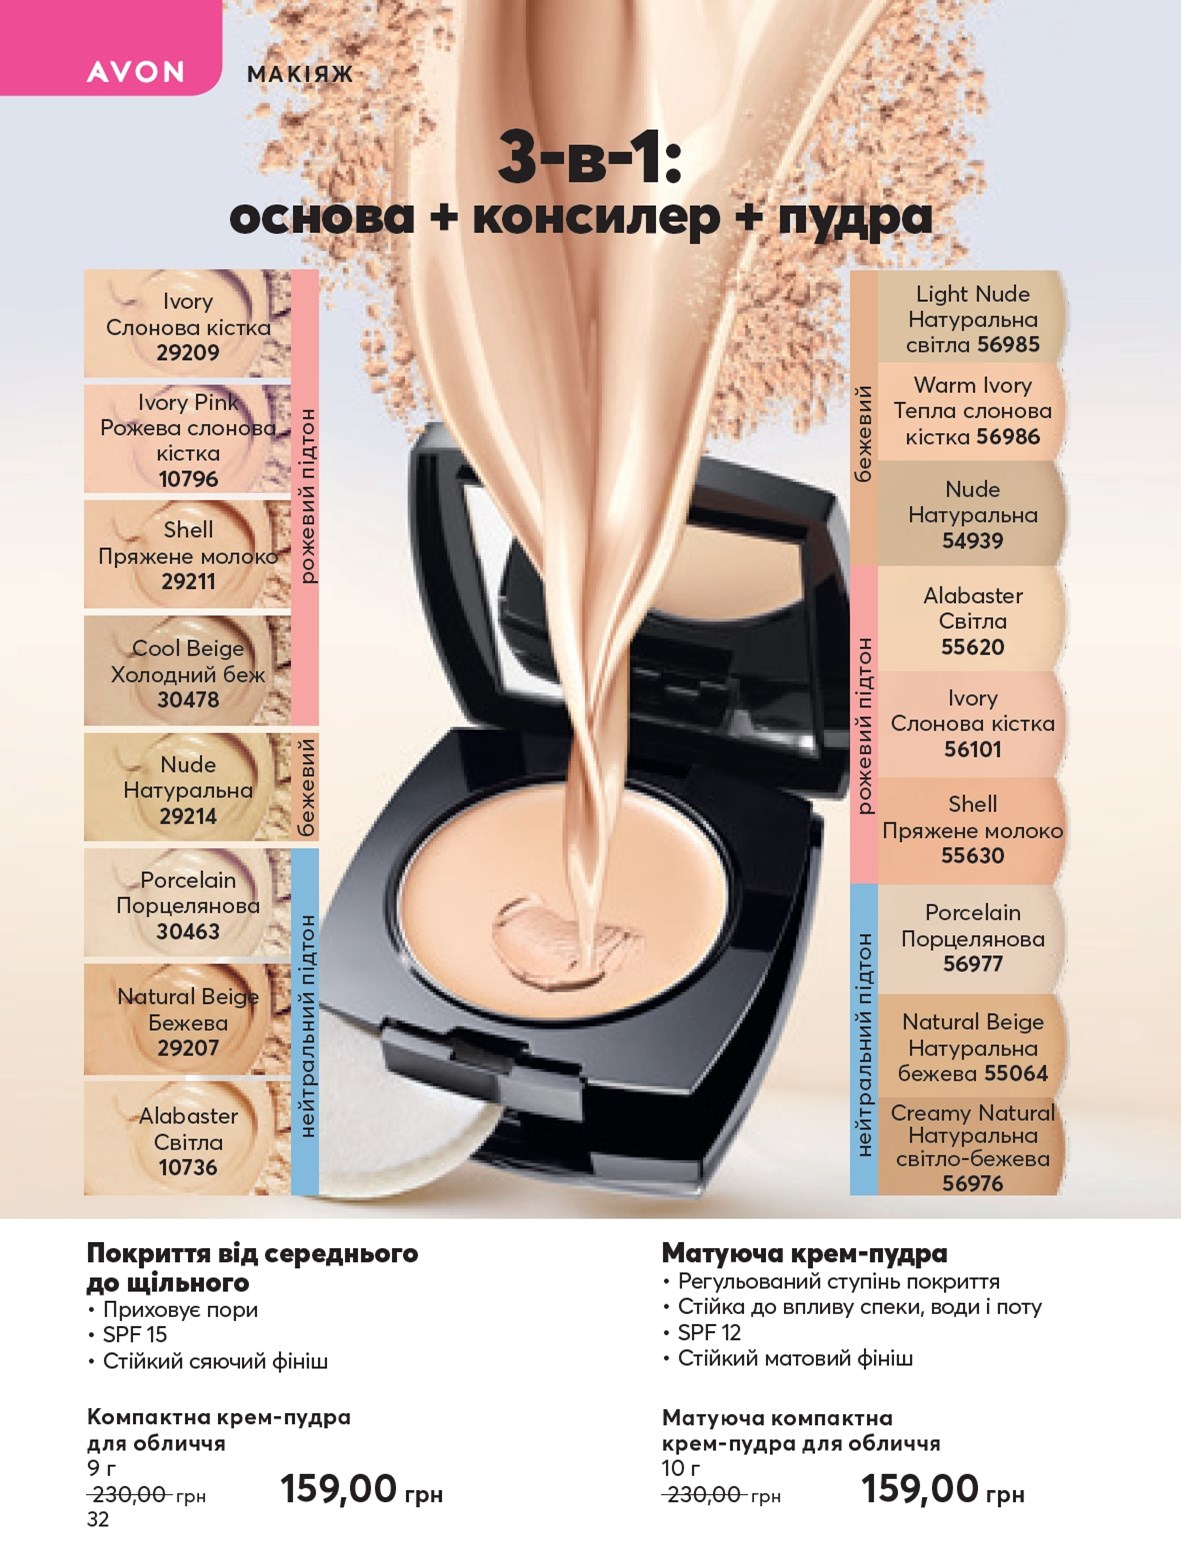 AVON
МАКІЯЖ
3-в-1:
основа + консилер + пудра
Ivory
Слонова кістка
29209
Ivory Pink
Рожева слонова
кістка
10796
Shell
Пряжене молоко
29211
Cool Beige
Холодний беж
30478
рожевий підтон
Nude
Натуральна
29214
бежевий
Porcelain
Порцелянова
30463
Natural Beige
Бежева
29207
Alabaster
Світла
10736
нейтральний підтон
Light Nude
Натуральна
світла 56985
Warm Ivory
Тепла слонова
кістка 56986
Nude
Натуральна
54939
бежевий
Alabaster
Світла
55620
Ivory
Слонова кістка
56101
Shell
Пряжене молоко
55630
рожевий підтон
Porcelain
Порцелянова
56977
Natural Beige
Натуральна
бежева 55064
Creamy Natural
Натуральна
світло-бежева
56976
нейтральний підтон
Покриття від середнього
до щільного
• Приховує пори
• SPF 15
• Стійкий сяючий фініш
Компактна крем-пудра
для обличчя
9 г
230,00 грн
159,00 грн
32
Матуюча крем-пудра
• Регульований ступінь покриття
• Стійка до впливу спеки, води і поту
• SPF 12
• Стійкий матовий фініш
Матуюча компактна
крем-пудра для обличчя
10 г
230,00 грн
159,00 грн